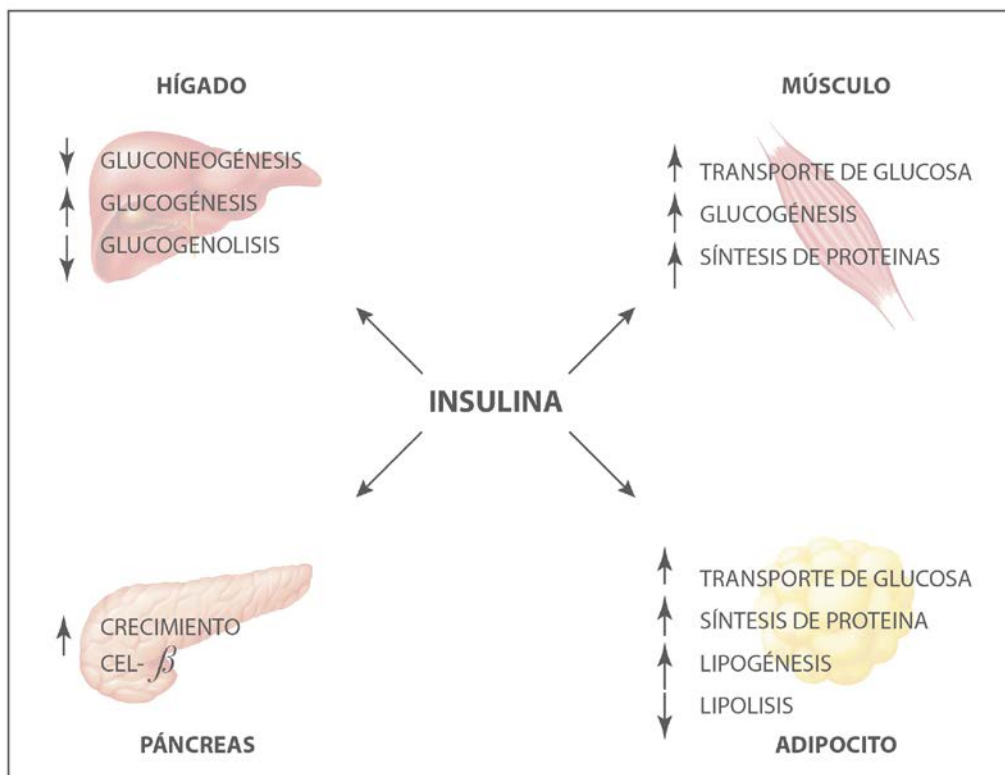 HÍGADO
GLUCONEOGÉNESIS
GLUCOGÉNESIS
GLUCOGENOLISIS
MÚSCULO
TRANSPORTE DE GLUCOSA
GLUCOGÉNESIS
SÍNTESIS DE PROTEINAS
INSULINA
CRECIMIENTO
CEL- β
PÁNCREAS
TRANSPORTE DE GLUCOSA
SÍNTESIS DE PROTEINA
LIPOGÉNESIS
LIPOLISIS
ADIPOCITO